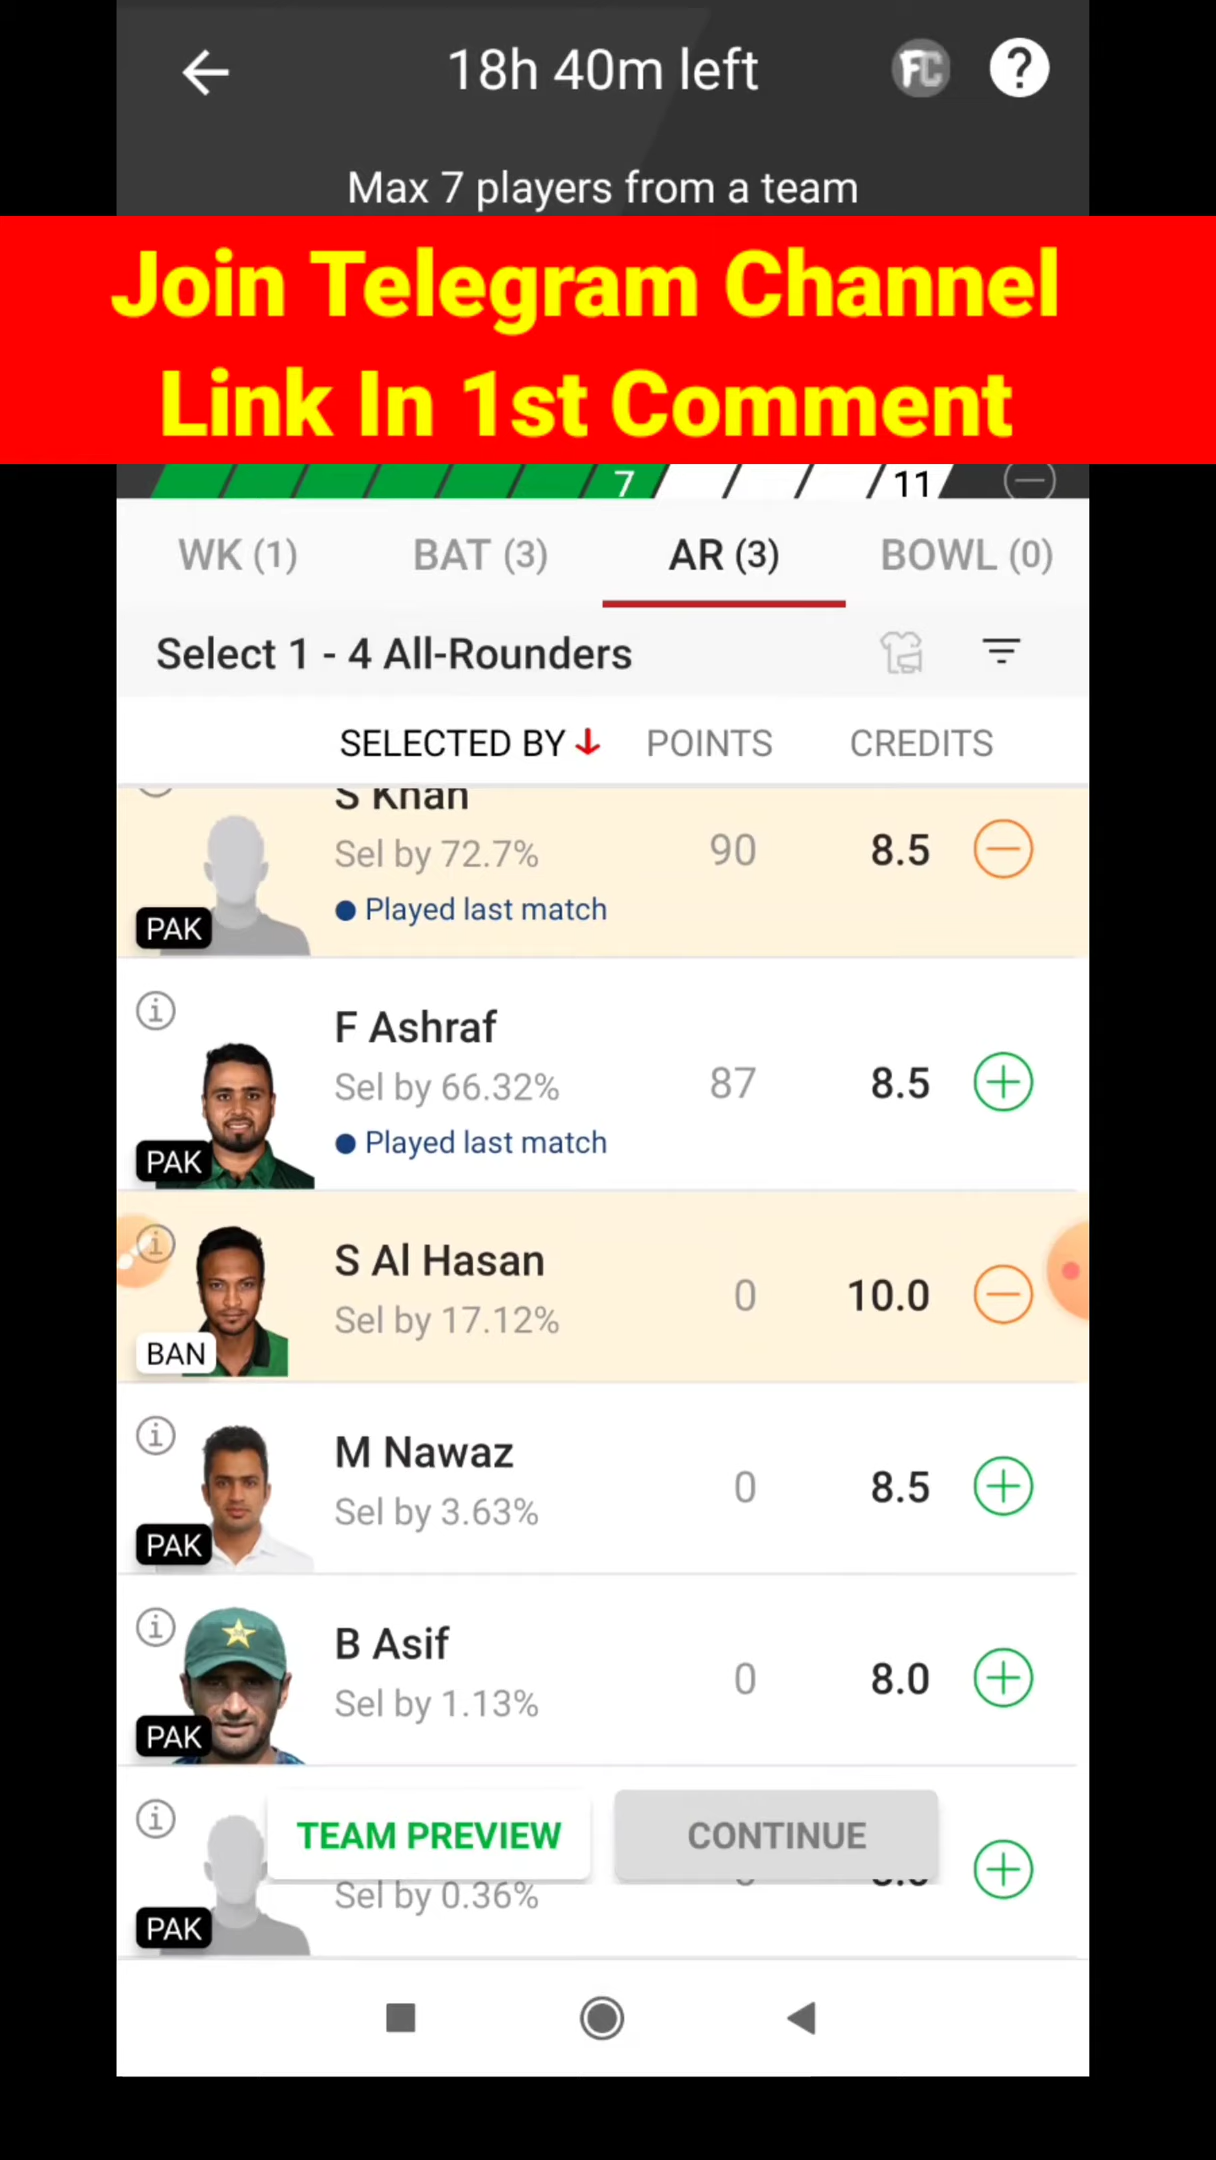 18h 40m left
FC
?
Max 7 players from a team
Join Telegram Channel
Link In 1st Comment
7
11
WK (1)
BAT (3)
AR (3)
BOWL (0)
Select 1 - 4 All-Rounders
SELECTED BY
POINTS
CREDITS
S Khan
Sel by 72.7%
90
8.5
Played last match
PAK
F Ashraf
Sel by 66.32%
87
8.5
Played last match
PAK
S Al Hasan
Sel by 17.12%
0
10.0
BAN
M Nawaz
Sel by 3.63%
0
8.5
PAK
B Asif
Sel by 1.13%
0
8.0
PAK
TEAM PREVIEW
CONTINUE
Sel by 0.36%
PAK